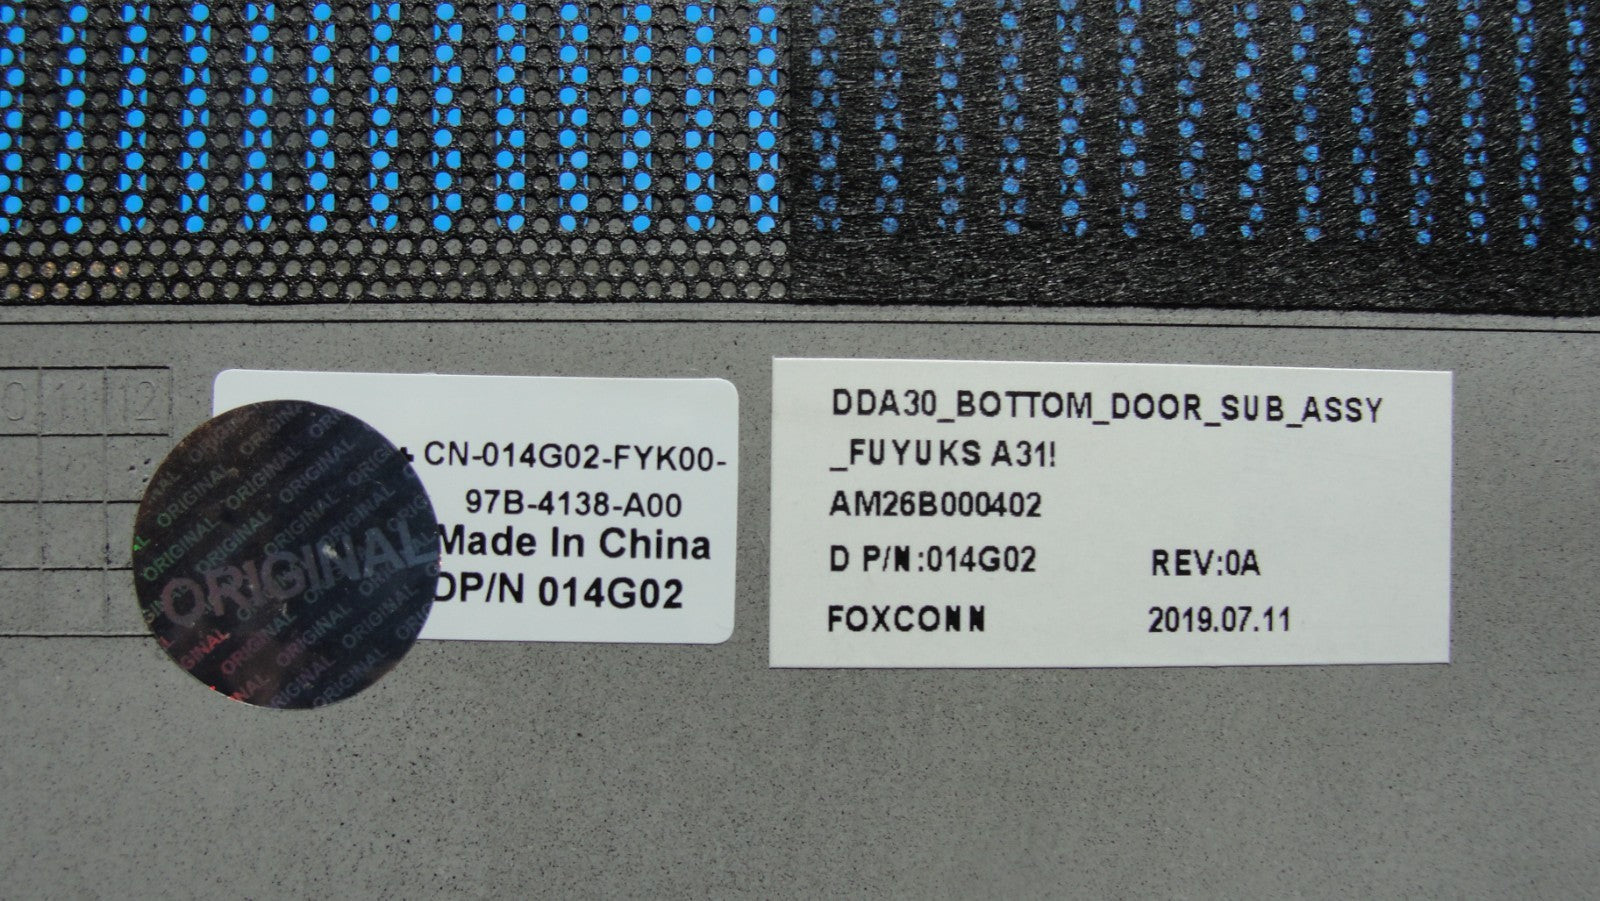 11 12
ORIGINAL
CN-014G02-FYK00-
97B-4138-A00
Made In China
DP/N 014G02
DDA30_BOTTOM_DOOR_SUB_ASSY
_FUYUKS A31!
AM26B000402
D P/N:014G02 REV:0A
FOXCONN 2019.07.11